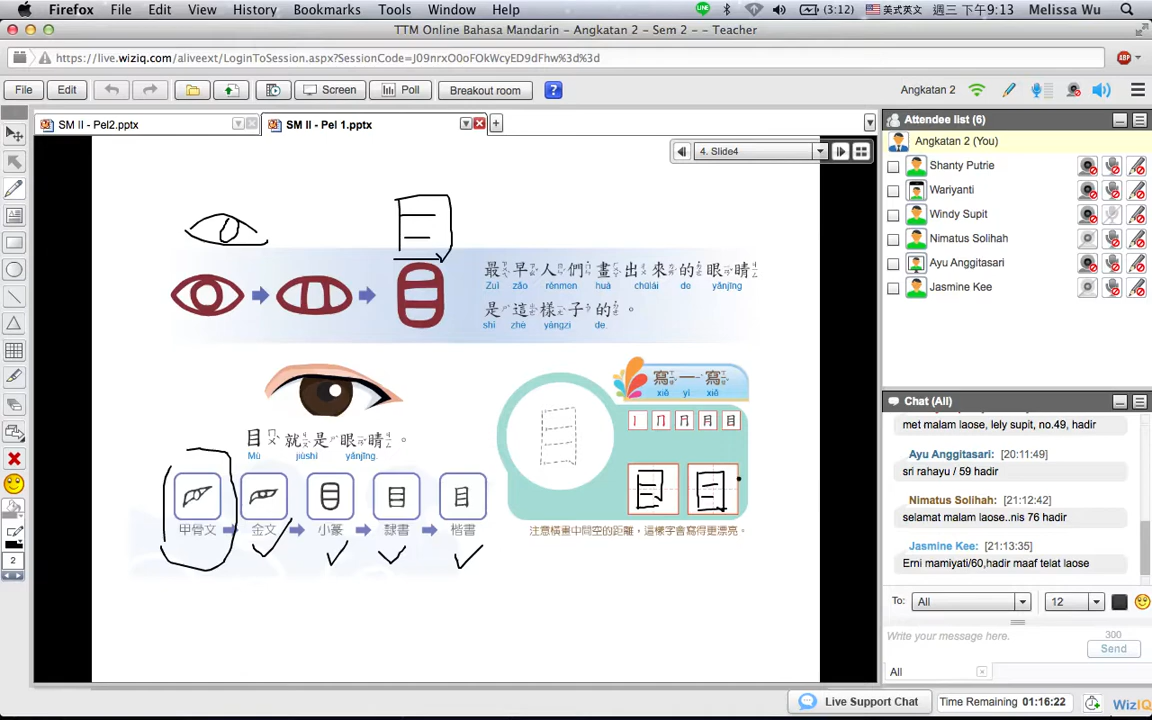 Firefox File Edit View History Bookmarks Tools Window Help (3:12) 美式英文 週三 下午9:13 Melissa Wu
TTM Online Bahasa Mandarin - Angkatan 2 - Sem 2 - - Teacher
https://live.wiziq.com/aliveext/LoginToSession.aspx?SessionCode=J09nrxO0oFOkWcyED9dFhw%3d%3d
ABP
File Edit Screen Poll Breakout room ? Angkatan 2
SM II - Pel2.pptx SM II - Pel 1.pptx
4. Slide4
最早人們畫出來的眼睛
Zuì zǎo rénmen huà chūlái de yǎnjīng
是這樣子的。
shì zhè yàngzi de
目就是眼睛。
Mù jiùshì yǎnjīng.
甲骨文 金文 小篆 隸書 楷書
寫一寫
xiě yì xiě
目
注意橫畫中間空的距離，這樣字會寫得更漂亮。
2
Attendee list (6)
Angkatan 2 (You)
Shanty Putrie
Wariyanti
Windy Supit
Nimatus Solihah
Ayu Anggitasari
Jasmine Kee
Chat (All)
met malam laose, lely supit, no.49, hadir
Ayu Anggitasari: [20:11:49]
sri rahayu / 59 hadir
Nimatus Solihah: [21:12:42]
selamat malam laose..nis 76 hadir
Jasmine Kee: [21:13:35]
Erni mamiyati/60,hadir maaf telat laose
To: All 12
Write your message here. 300
Send
All
Live Support Chat Time Remaining 01:16:22 WizIQ